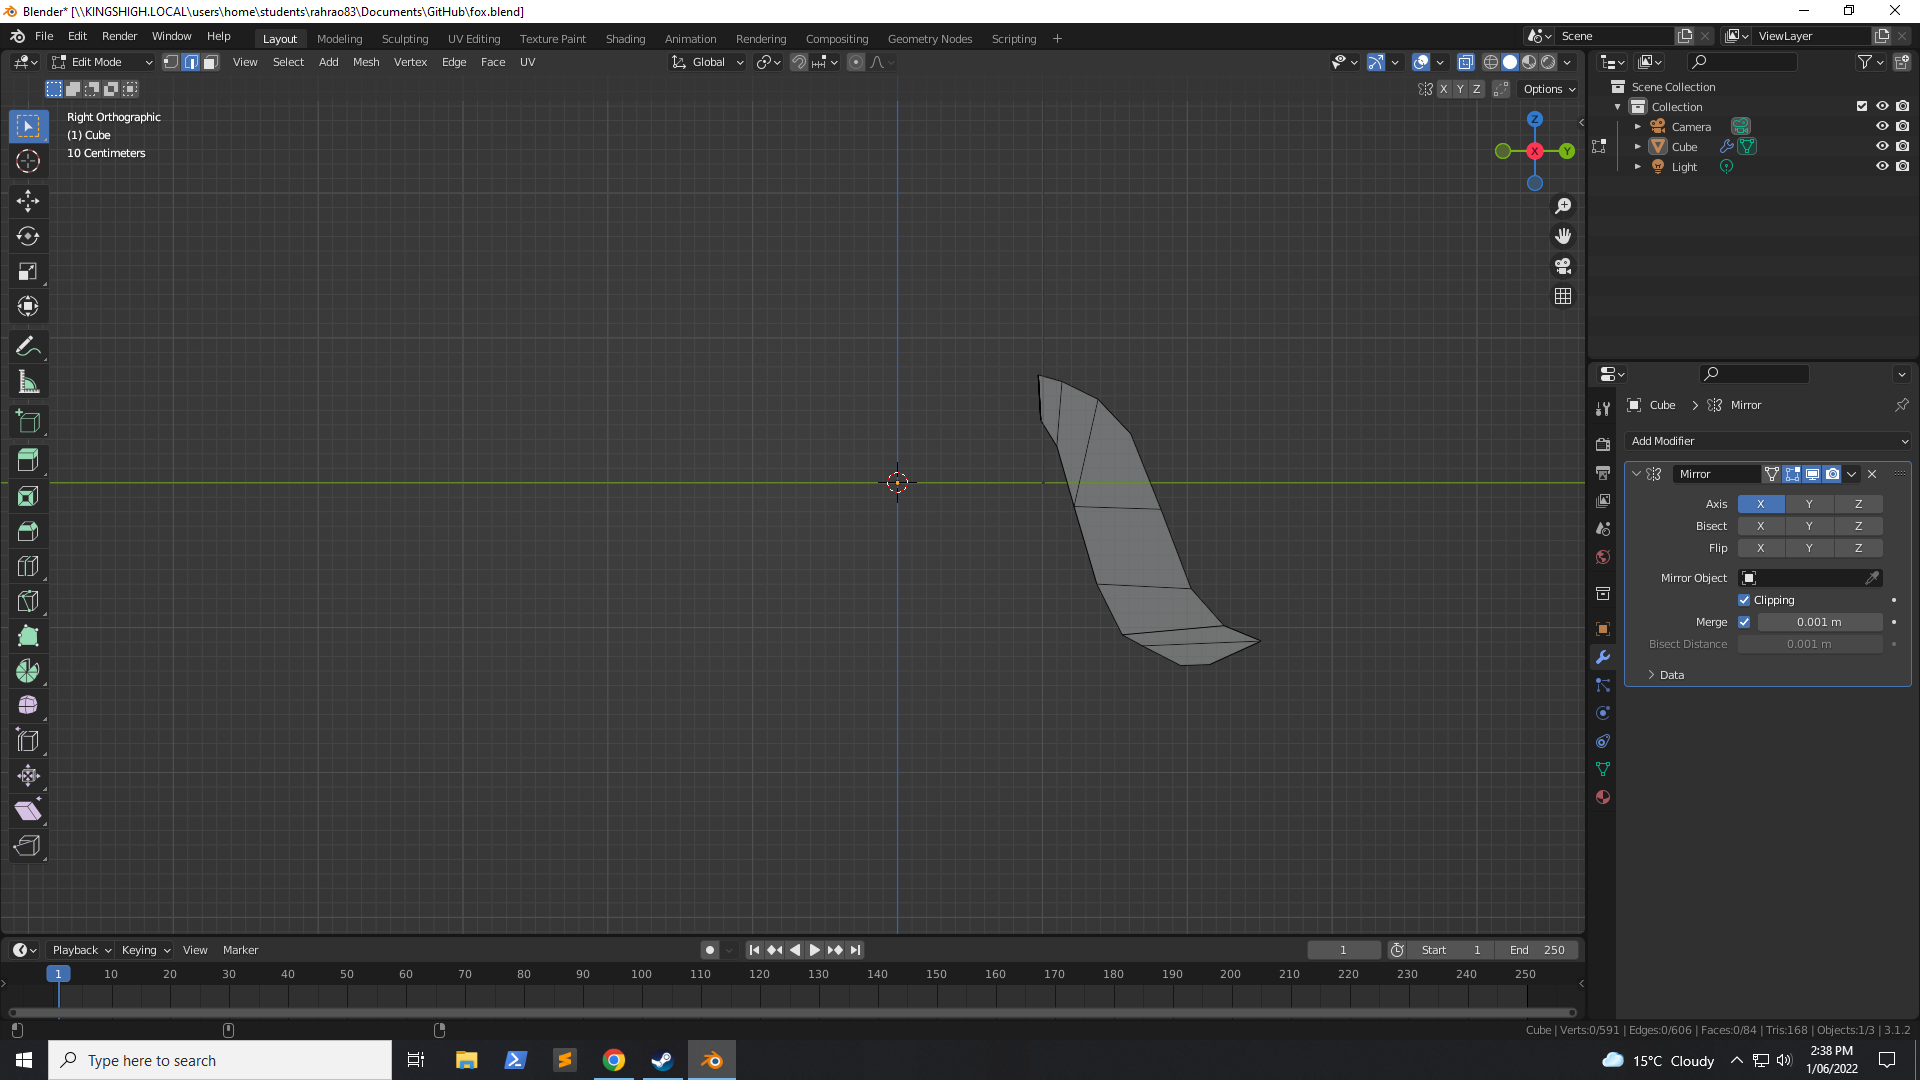 Blender* [\\KINGSHIGH.LOCAL\users\home\students\rahrao83\Documents\GitHub\fox.blend]
File Edit Render Window Help Layout Modeling Sculpting UV Editing Texture Paint Shading Animation Rendering Compositing Geometry Nodes Scripting + Scene ViewLayer
Edit Mode View Select Add Mesh Vertex Edge Face UV Global
X Y Z Options
Right Orthographic
(1) Cube
10 Centimeters
Z
X
Y
Scene Collection
Collection
Camera
Cube
Light
Cube > Mirror
Add Modifier
Mirror
Axis X Y Z
Bisect X Y Z
Flip X Y Z
Mirror Object
Clipping
Merge 0.001 m
Bisect Distance 0.001 m
Data
Playback Keying View Marker 1 Start 1 End 250
1 10 20 30 40 50 60 70 80 90 100 110 120 130 140 150 160 170 180 190 200 210 220 230 240 250
Cube | Verts:0/591 | Edges:0/606 | Faces:0/84 | Tris:168 | Objects:1/3 | 3.1.2
Type here to search
15°C Cloudy
2:38 PM
1/06/2022